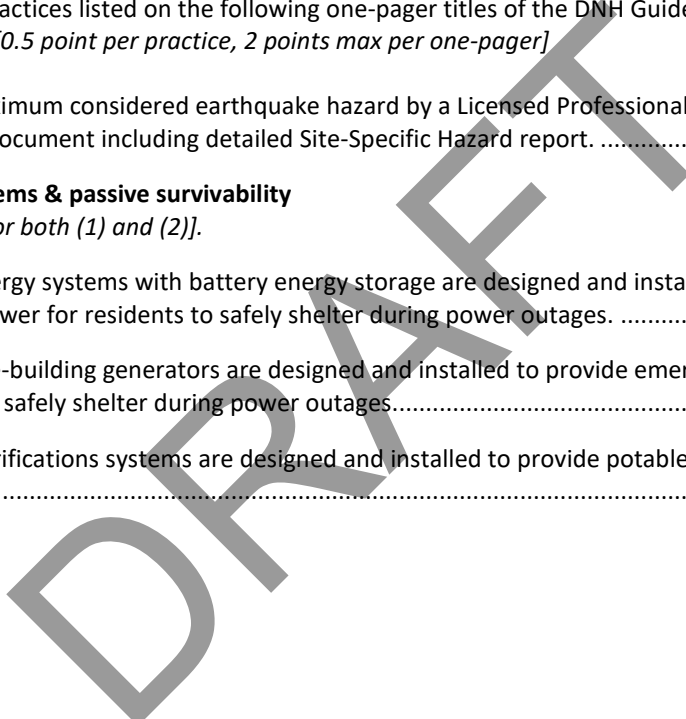 actices listed on the following one-pager titles of the DNH Guide
[0.5 point per practice, 2 points max per one-pager]
ximum considered earthquake hazard by a Licensed Professional
ocument including detailed Site-Specific Hazard report. ............
ems & passive survivability
or both (1) and (2)].
ergy systems with battery energy storage are designed and insta
wer for residents to safely shelter during power outages. .........
-building generators are designed and installed to provide emer
safely shelter during power outages..........................................
rifications systems are designed and installed to provide potable
..............................................................................................................
DRAFT